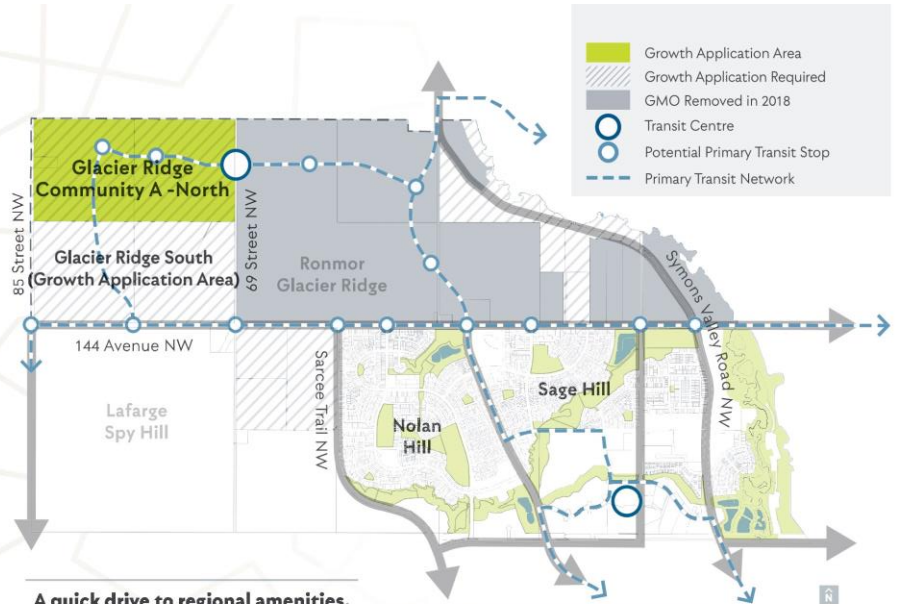 Growth Application Area
Growth Application Required
GMO Removed in 2018
Transit Centre
Potential Primary Transit Stop
Primary Transit Network
Glacier Ridge
Community A -North
85 Street NW
69 Street NW
Glacier Ridge South
(Growth Application Area)
Ronmor
Glacier Ridge
Symons Valley Road NW
144 Avenue NW
Sarcee Trail NW
Sage Hill
Lafarge
Spy Hill
Nolan
Hill
A quick drive to regional amenities.
N